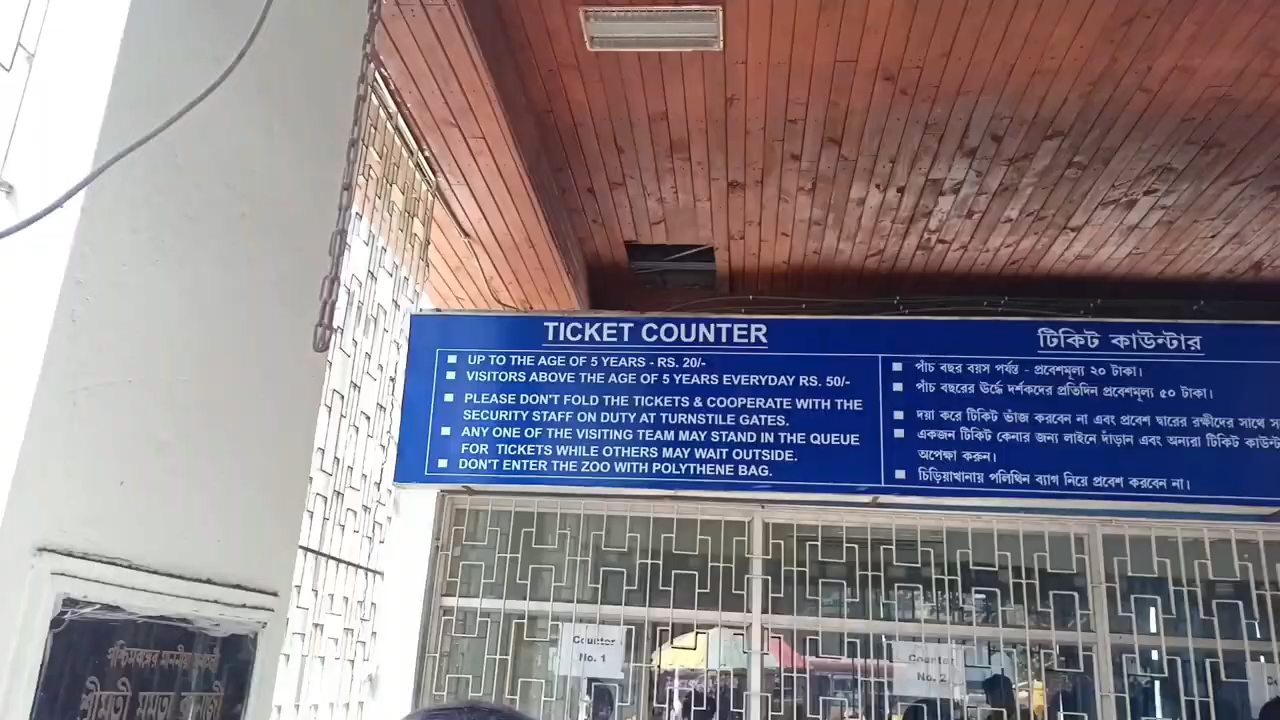 TICKET COUNTER
UP TO THE AGE OF 5 YEARS - RS. 20/-
VISITORS ABOVE THE AGE OF 5 YEARS EVERYDAY RS. 50/-
PLEASE DON'T FOLD THE TICKETS & COOPERATE WITH THE
SECURITY STAFF ON DUTY AT TURNSTILE GATES.
ANY ONE OF THE VISITING TEAM MAY STAND IN THE QUEUE
FOR TICKETS WHILE OTHERS MAY WAIT OUTSIDE.
DON'T ENTER THE ZOO WITH POLYTHENE BAG.
টিকিট কাউন্টার
পাঁচ বছর বয়স পর্যন্ত - প্রবেশমূল্য ২০ টাকা।
পাঁচ বছরের ঊর্দ্ধে দর্শকদের প্রতিদিন প্রবেশমূল্য ৫০ টাকা।
দয়া করে টিকিট ভাঁজ করবেন না এবং প্রবেশ দ্বারের রক্ষীদের সাথে
একজন টিকিট কেনার জন্য লাইনে দাঁড়ান এবং অন্যরা টিকিট
অপেক্ষা করুন।
চিড়িয়াখানায় পলিথিন ব্যাগ নিয়ে প্রবেশ করবেন না।
Counter
No. 1
Counter
No. 2
শ্রীমতী মমতা